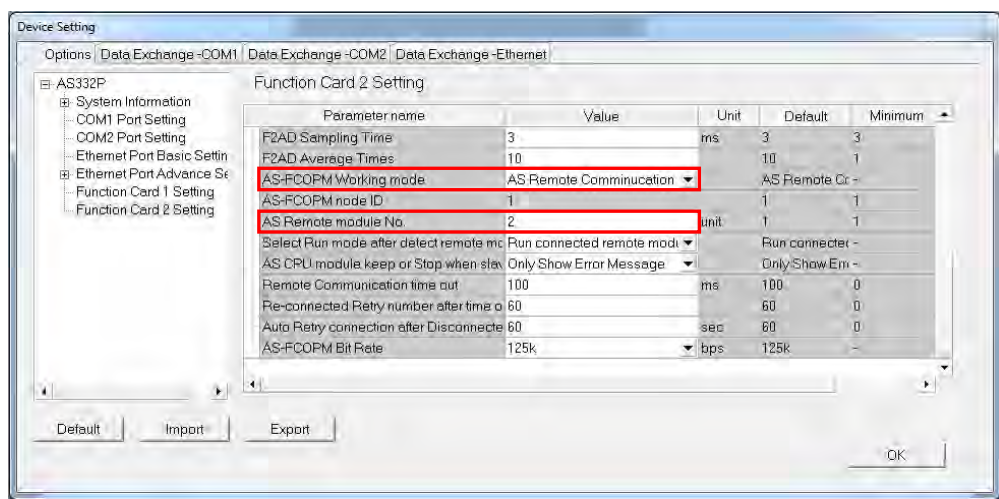 Device Setting
Options Data Exchange -COM1 Data Exchange -COM2 Data Exchange -Ethernet
AS332P
System Information
COM1 Port Setting
COM2 Port Setting
Ethernet Port Basic Settin
Ethernet Port Advance Se
Function Card 1 Setting
Function Card 2 Setting
Function Card 2 Setting
Parameter name Value Unit Default Minimum
F2AD Sampling Time 3 ms 3 3
F2AD Average Times 10 10 1
AS-FCOPM Working mode AS Remote Comminucation AS Remote Cc -
AS-FCOPM node ID 1 1 1
AS Remote module No. 2 unit 1 1
Select Run mode after detect remote mc Run connected remote modu Run connectec -
AS CPU module keep or Stop when slav Only Show Error Message Only Show Err -
Remote Communication time out 100 ms 100 0
Re-connected Retry number after time o 60 60 0
Auto Retry connection after Disconnecte 60 sec 60 0
AS-FCOPM Bit Rate 125k bps 125k -
Default Import Export
OK